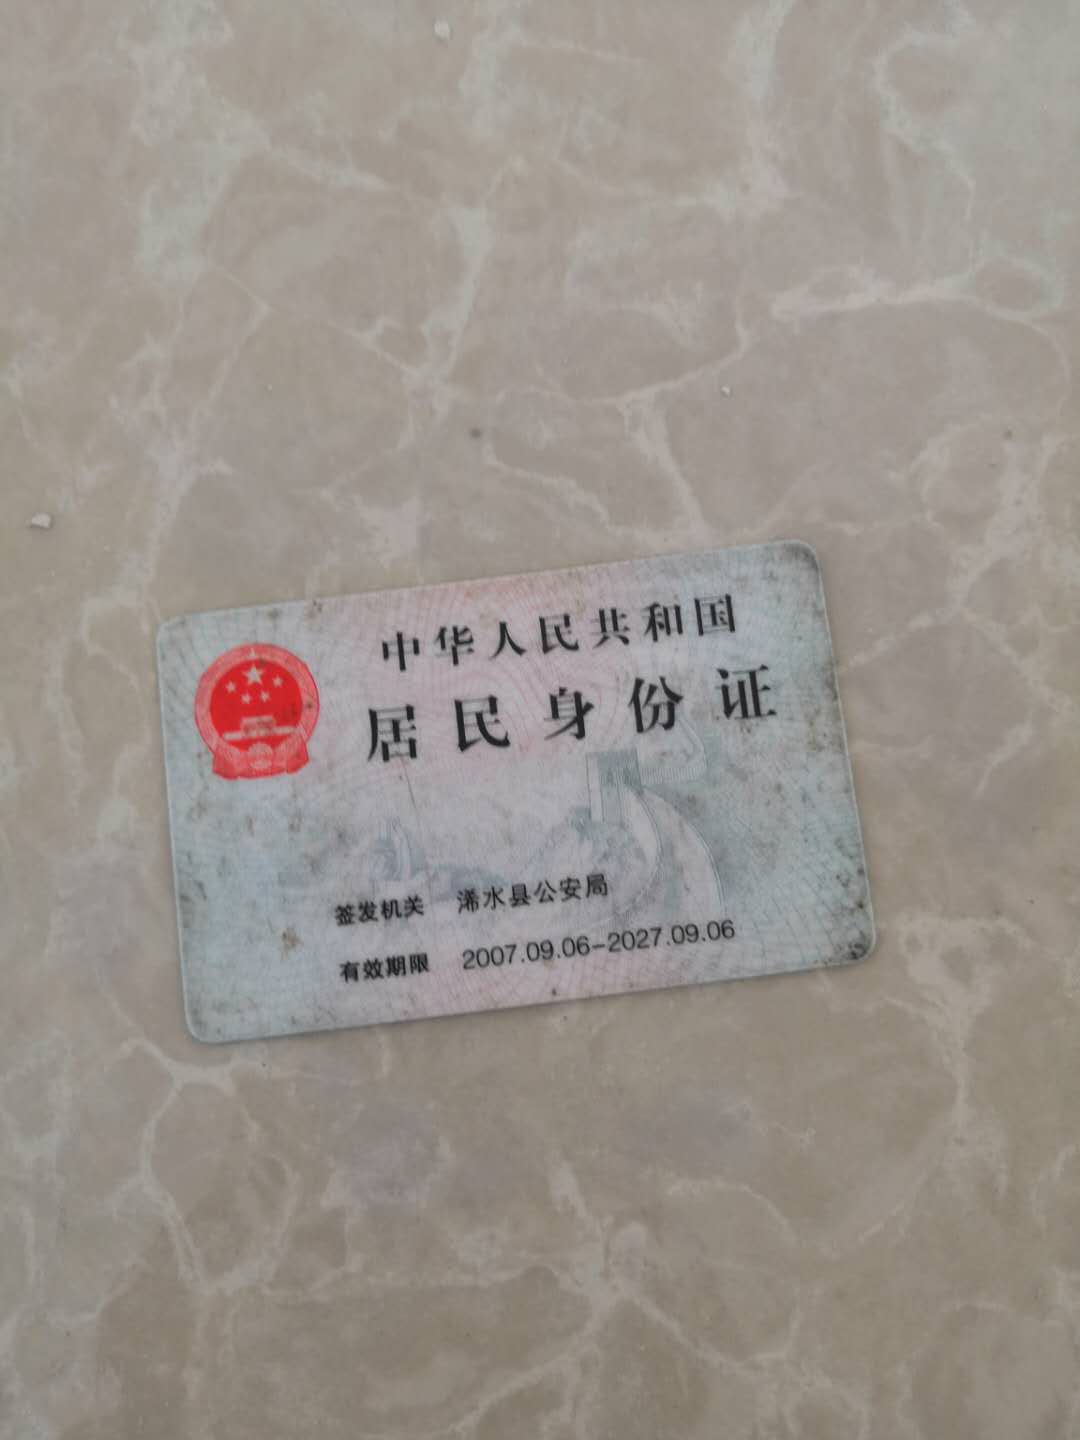 中华人民共和国
居民身份证
签发机关 浠水县公安局
有效期限 2007.09.06-2027.09.06